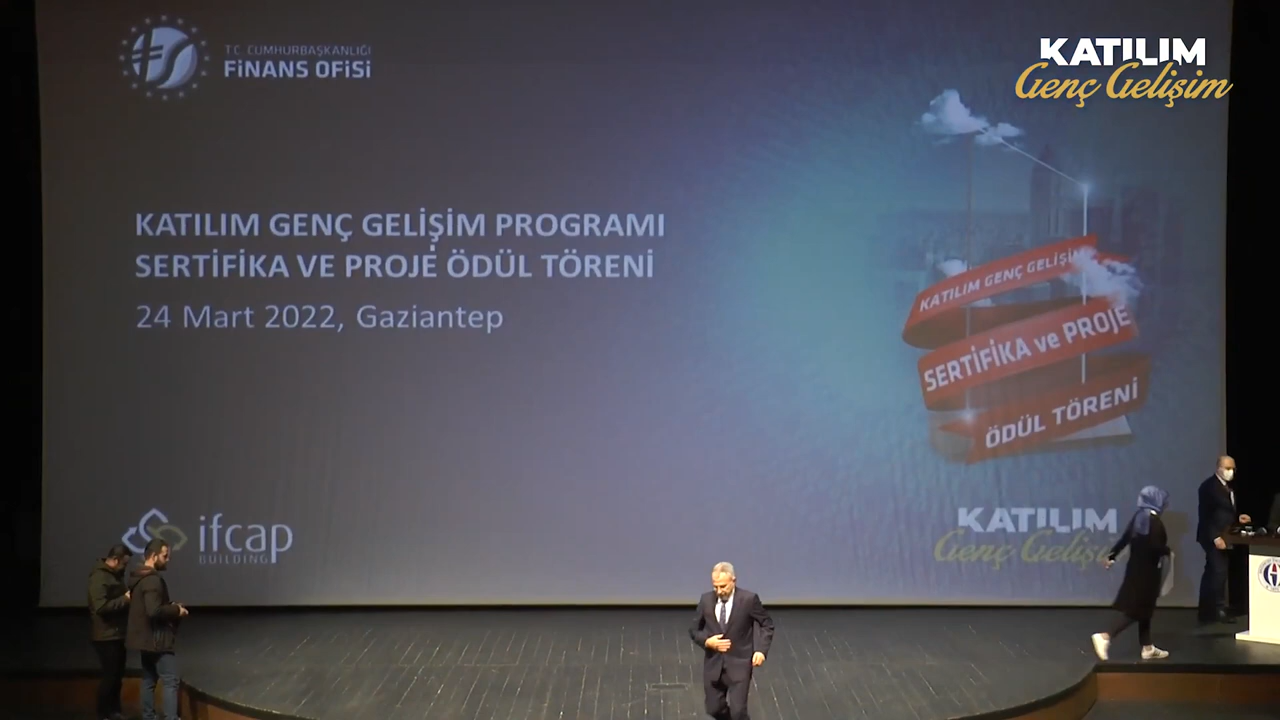 T.C. CUMHURBAŞKANLIĞI
FİNANS OFİSİ
KATILIM
Genç Gelişim
KATILIM GENÇ GELİŞİM PROGRAMI
SERTİFİKA VE PROJE ÖDÜL TÖRENİ
24 Mart 2022, Gaziantep
KATILIM GENÇ GELİŞİM
SERTİFİKA ve PROJE
ÖDÜL TÖRENİ
ifcap
BUILDING
KATILIM
Genç Gelişim